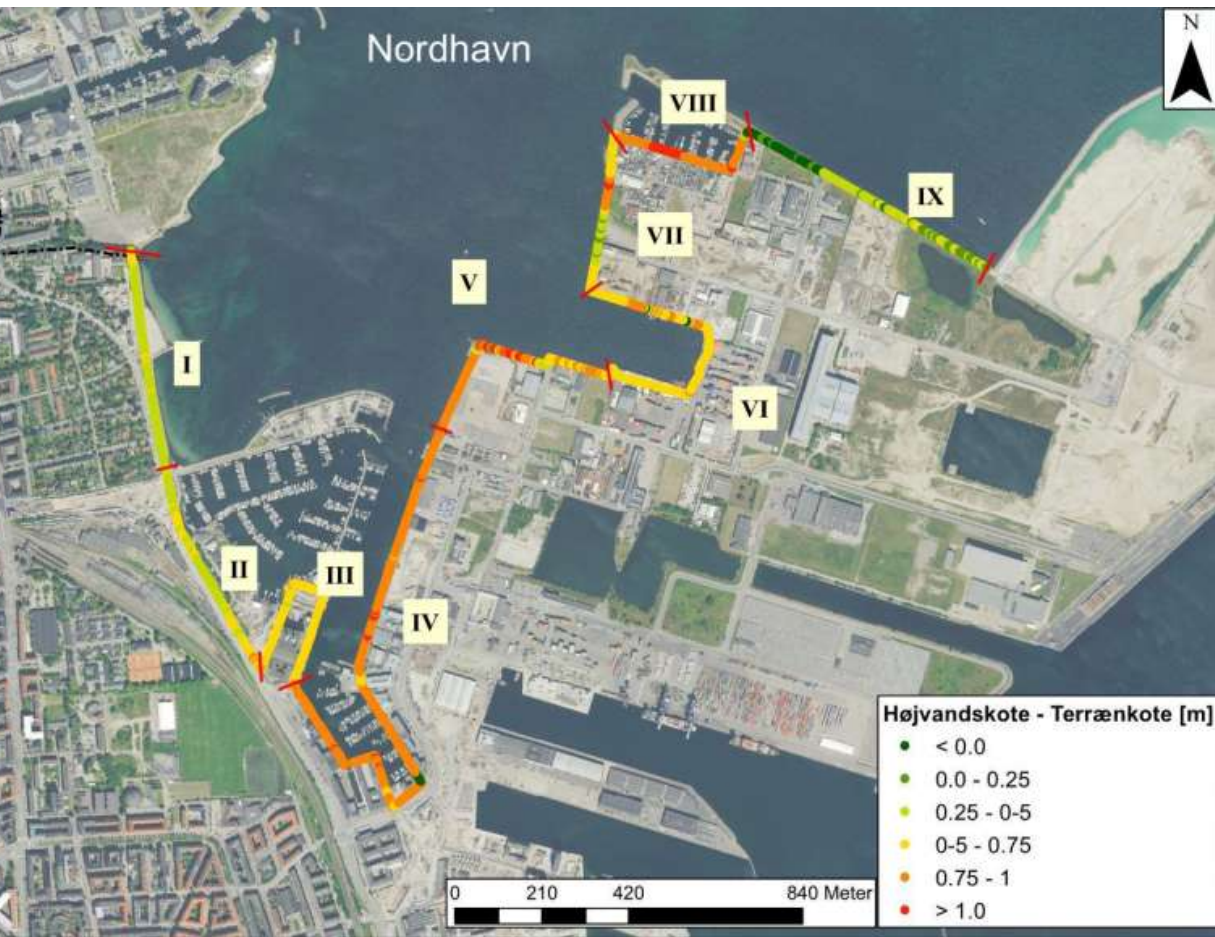 Nordhavn
N
VIII
IX
VII
V
I
VI
II
III
IV
Højvandskote - Terrænkote [m]
< 0.0
0.0 - 0.25
0.25 - 0-5
0-5 - 0.75
0.75 - 1
> 1.0
0 210 420 840 Meter